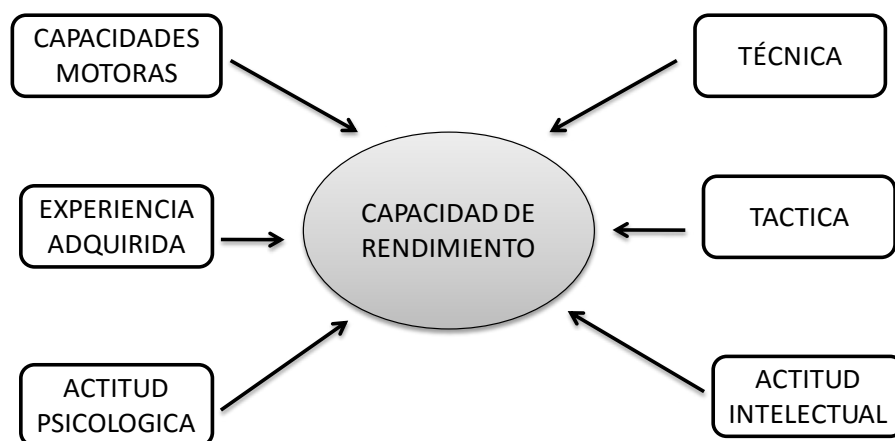 CAPACIDADES
MOTORAS
TÉCNICA
EXPERIENCIA
ADQUIRIDA
CAPACIDAD DE
RENDIMIENTO
TACTICA
ACTITUD
PSICOLOGICA
ACTITUD
INTELECTUAL